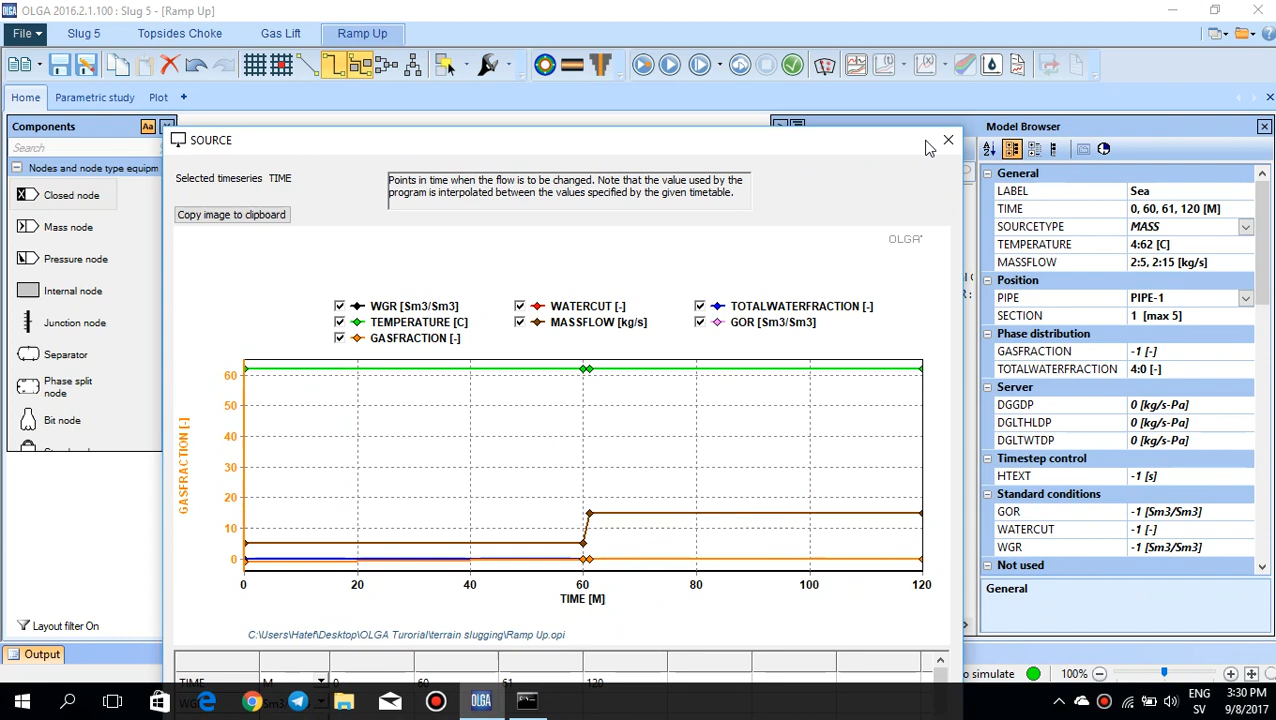 OLGA 2016.2.1.100 : Slug 5 - [Ramp Up]
File Slug 5 Topsides Choke Gas Lift Ramp Up
Home Parametric study Plot +
Components Aa
Search
Nodes and node type equipm
Closed node
Mass node
Pressure node
Internal node
Junction node
Separator
Phase split
node
Bit node
Layout filter On
Output
SOURCE
Selected timeseries TIME
Points in time when the flow is to be changed. Note that the value used by the
program is interpolated between the values specified by the given timetable.
Copy image to clipboard
OLGA
WGR [Sm3/Sm3] WATERCUT [-] TOTALWATERFRACTION [-]
TEMPERATURE [C] MASSFLOW [kg/s] GOR [Sm3/Sm3]
GASFRACTION [-]
GASFRACTION [-]
60
50
40
30
20
10
0
0 20 40 60 80 100 120
TIME [M]
C:\Users\Hatef\Desktop\OLGA Turorial\terrain slugging\Ramp Up.opi
TIME M 0 60 61 120
WGR Sm3
Model Browser
General
LABEL Sea
TIME 0, 60, 61, 120 [M]
SOURCETYPE MASS
TEMPERATURE 4:62 [C]
MASSFLOW 2:5, 2:15 [kg/s]
Position
PIPE PIPE-1
SECTION 1 [max 5]
Phase distribution
GASFRACTION -1 [-]
TOTALWATERFRACTION 4:0 [-]
Server
DGGDP 0 [kg/s-Pa]
DGLTHLDP 0 [kg/s-Pa]
DGLTWTDP 0 [kg/s-Pa]
Timestep control
HTEXT -1 [s]
Standard conditions
GOR -1 [Sm3/Sm3]
WATERCUT -1 [-]
WGR -1 [Sm3/Sm3]
Not used
General
o simulate 100%
ENG 5:30 PM
SV 9/8/2017